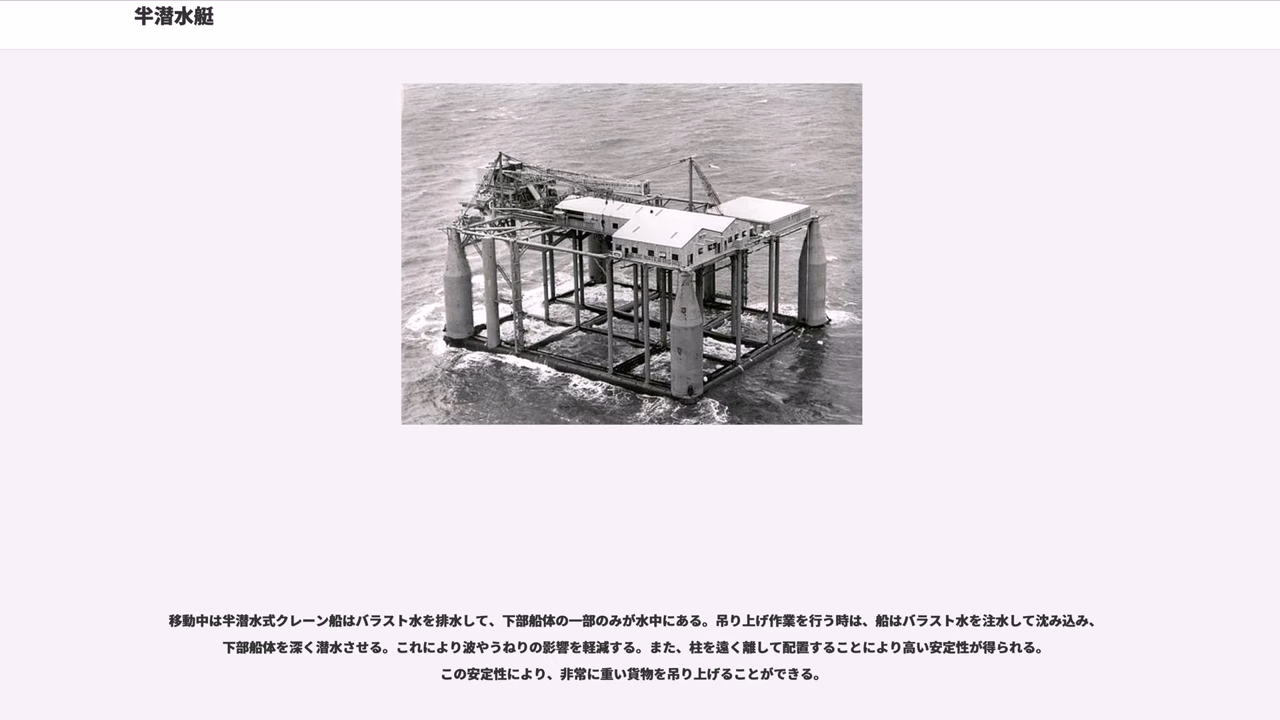 半潜水艇
移動中は半潜水式クレーン船はバラスト水を排水して、下部船体の一部のみが水中にある。吊り上げ作業を行う時は、船はバラスト水を注水して沈み込み、
下部船体を深く潜水させる。これにより波やうねりの影響を軽減する。また、柱を遠く離して配置することにより高い安定性が得られる。
この安定性により、非常に重い貨物を吊り上げることができる。